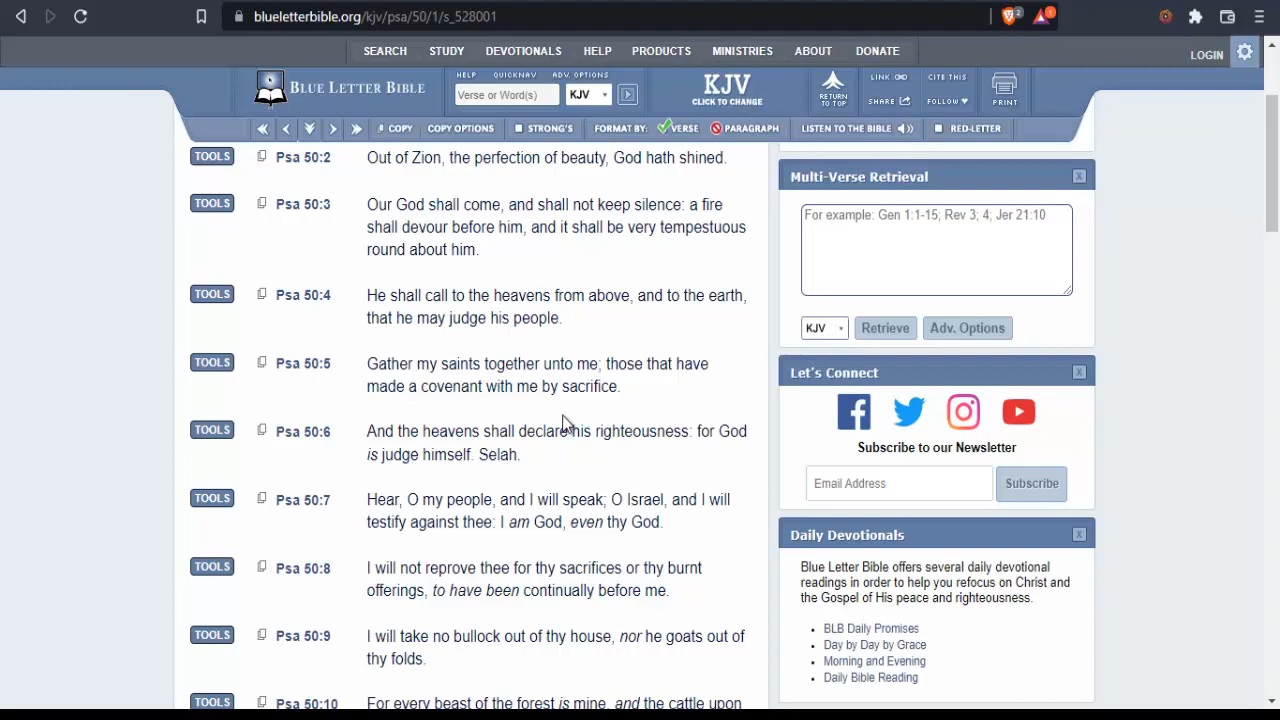 blueletterbible.org/kjv/psa/50/1/s_528001
2
1
SEARCH STUDY DEVOTIONALS HELP PRODUCTS MINISTRIES ABOUT DONATE
LOGIN
BLUE LETTER BIBLE
HELP QUICKNAV ADV. OPTIONS
Verse or Word(s)
KJV
KJV
CLICK TO CHANGE
RETURN
TO TOP
LINK
CITE THIS
SHARE
FOLLOW
PRINT
COPY COPY OPTIONS STRONG'S FORMAT BY: VERSE PARAGRAPH LISTEN TO THE BIBLE RED-LETTER
TOOLS Psa 50:2 Out of Zion, the perfection of beauty, God hath shined.
TOOLS Psa 50:3 Our God shall come, and shall not keep silence: a fire
shall devour before him, and it shall be very tempestuous
round about him.
TOOLS Psa 50:4 He shall call to the heavens from above, and to the earth,
that he may judge his people.
TOOLS Psa 50:5 Gather my saints together unto me; those that have
made a covenant with me by sacrifice.
TOOLS Psa 50:6 And the heavens shall declare his righteousness: for God
is judge himself. Selah.
TOOLS Psa 50:7 Hear, O my people, and I will speak; O Israel, and I will
testify against thee: I am God, even thy God.
TOOLS Psa 50:8 I will not reprove thee for thy sacrifices or thy burnt
offerings, to have been continually before me.
TOOLS Psa 50:9 I will take no bullock out of thy house, nor he goats out of
thy folds.
TOOLS Psa 50:10 For every beast of the forest is mine, and the cattle upon
Multi-Verse Retrieval X
For example: Gen 1:1-15; Rev 3; 4; Jer 21:10
KJV Retrieve Adv. Options
Let's Connect X
Subscribe to our Newsletter
Email Address Subscribe
Daily Devotionals X
Blue Letter Bible offers several daily devotional
readings in order to help you refocus on Christ and
the Gospel of His peace and righteousness.
BLB Daily Promises
Day by Day by Grace
Morning and Evening
Daily Bible Reading